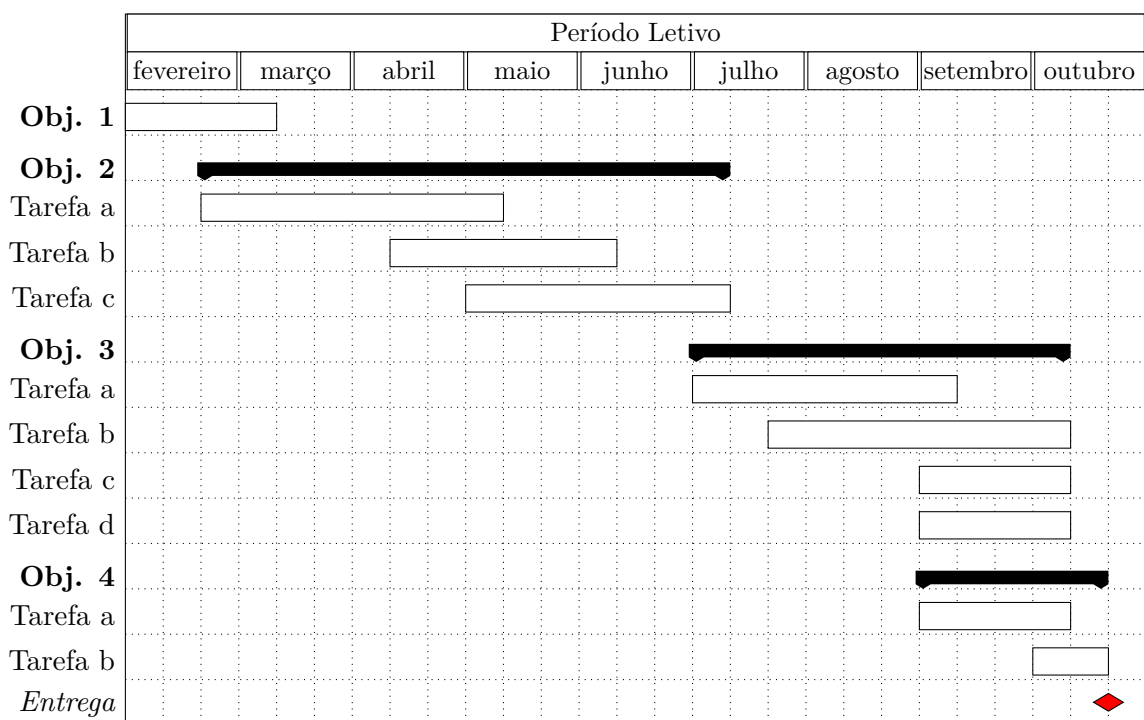 Período Letivo
fevereiro março abril maio junho julho agosto setembro outubro
Obj. 1
Obj. 2
Tarefa a
Tarefa b
Tarefa c
Obj. 3
Tarefa a
Tarefa b
Tarefa c
Tarefa d
Obj. 4
Tarefa a
Tarefa b
Entrega